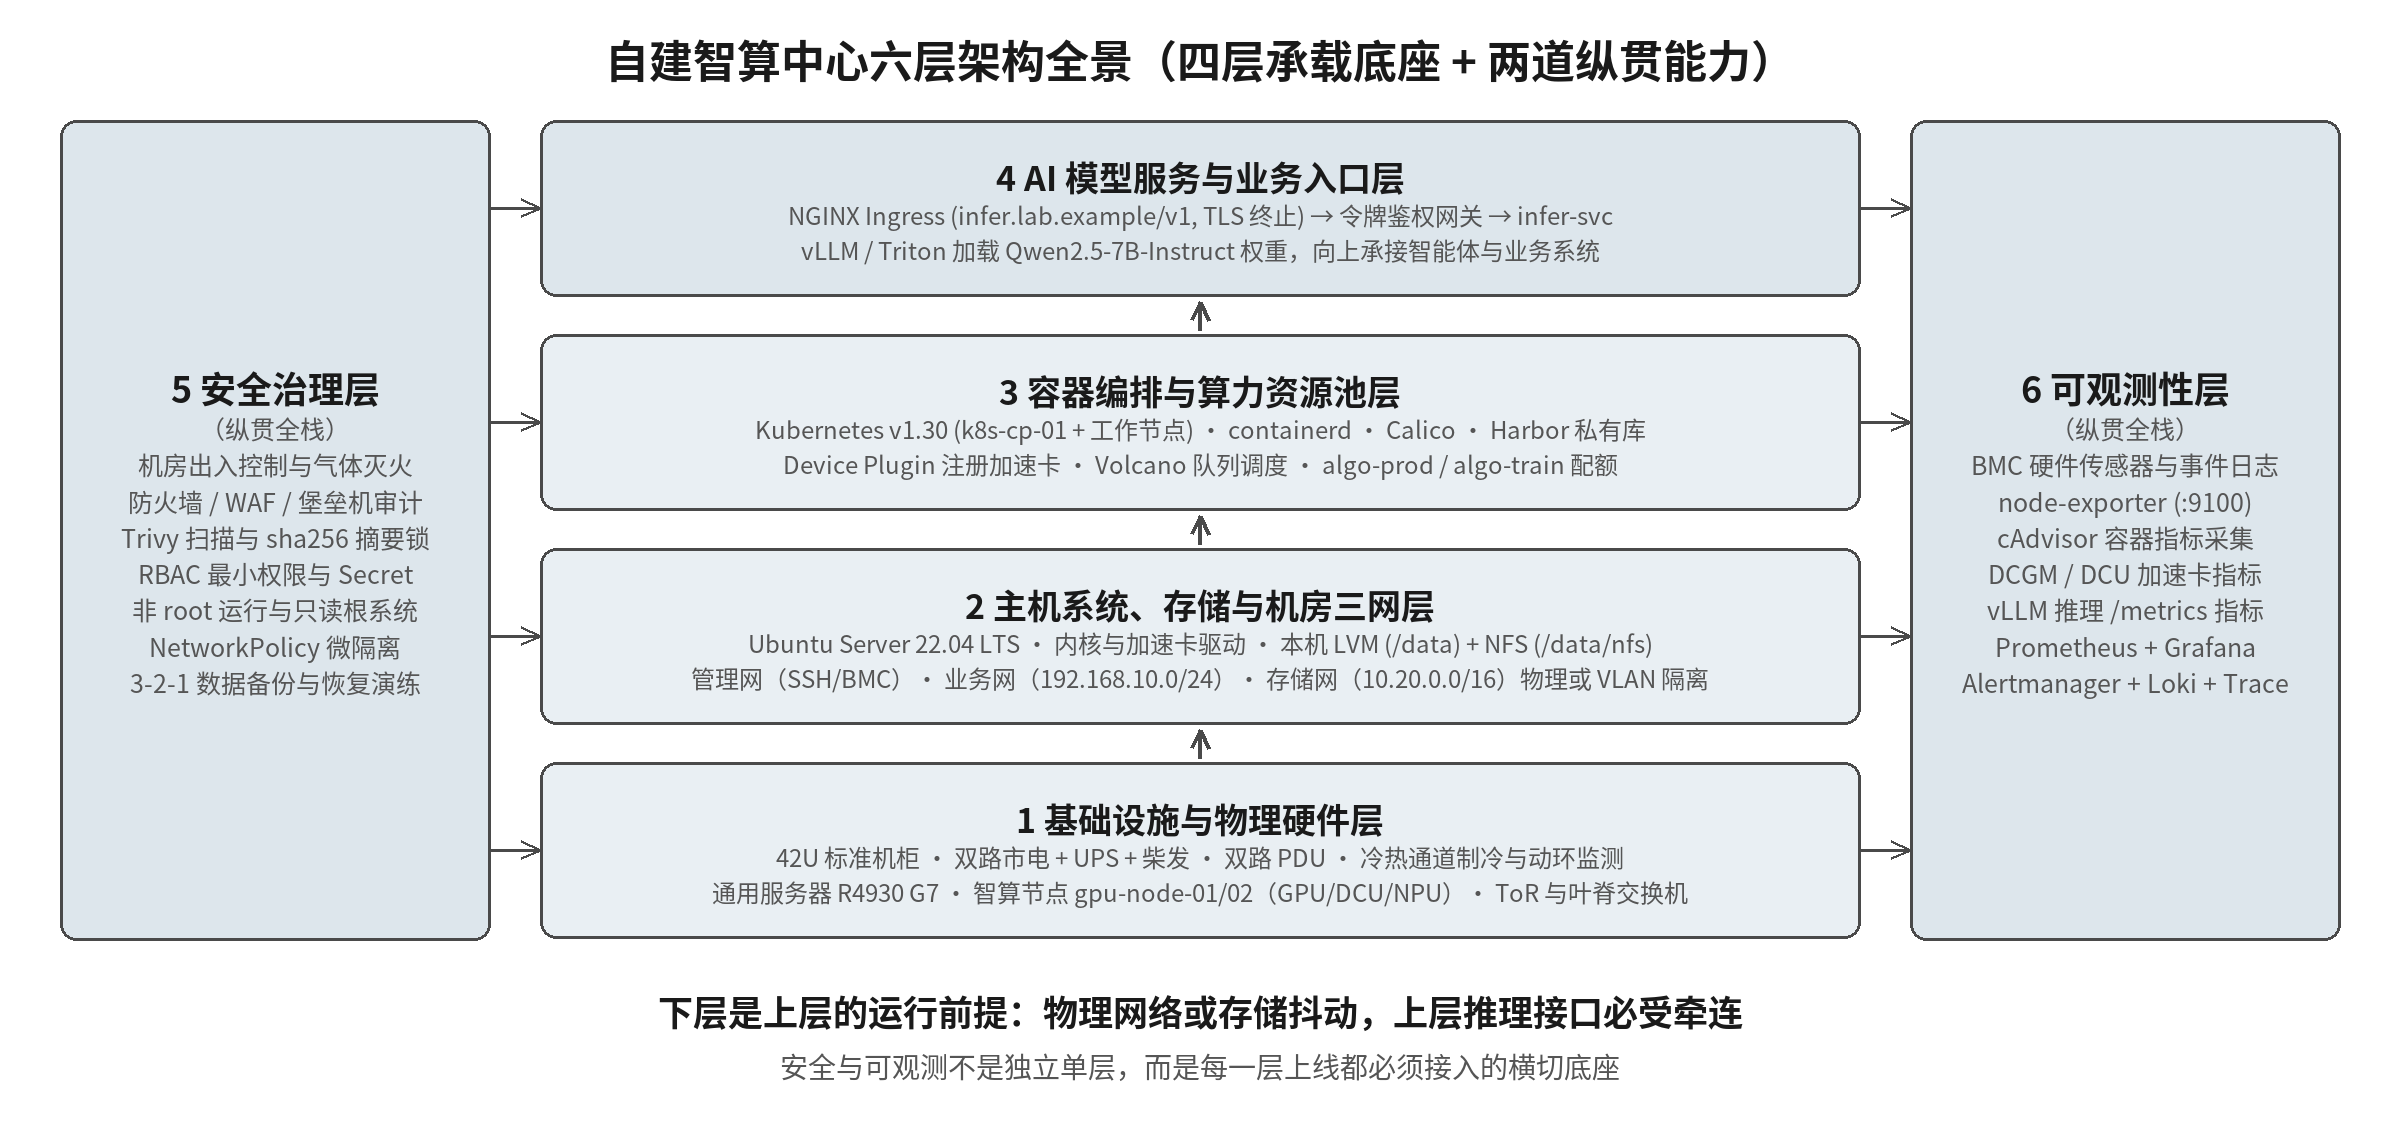 自建智算中心六层架构全景（四层承载底座 + 两道纵贯能力）
5 安全治理层
（纵贯全栈）
机房出入控制与气体灭火
防火墙 / WAF / 堡垒机审计
Trivy 扫描与 sha256 摘要锁
RBAC 最小权限与 Secret
非 root 运行与只读根系统
NetworkPolicy 微隔离
3-2-1 数据备份与恢复演练
4 AI 模型服务与业务入口层
NGINX Ingress (infer.lab.example/v1, TLS 终止) → 令牌鉴权网关 → infer-svc
vLLM / Triton 加载 Qwen2.5-7B-Instruct 权重，向上承接智能体与业务系统
3 容器编排与算力资源池层
Kubernetes v1.30 (k8s-cp-01 + 工作节点) • containerd • Calico • Harbor 私有库
Device Plugin 注册加速卡 • Volcano 队列调度 • algo-prod / algo-train 配额
2 主机系统、存储与机房三网层
Ubuntu Server 22.04 LTS • 内核与加速卡驱动 • 本机 LVM (/data) + NFS (/data/nfs)
管理网（SSH/BMC） • 业务网（192.168.10.0/24） • 存储网（10.20.0.0/16）物理或 VLAN 隔离
1 基础设施与物理硬件层
42U 标准机柜 • 双路市电 + UPS + 柴发 • 双路 PDU • 冷热通道制冷与动环监测
通用服务器 R4930 G7 • 智算节点 gpu-node-01/02（GPU/DCU/NPU） • ToR 与叶脊交换机
6 可观测性层
（纵贯全栈）
BMC 硬件传感器与事件日志
node-exporter (:9100)
cAdvisor 容器指标采集
DCGM / DCU 加速卡指标
vLLM 推理 /metrics 指标
Prometheus + Grafana
Alertmanager + Loki + Trace
下层是上层的运行前提：物理网络或存储抖动，上层推理接口必受牵连
安全与可观测不是独立单层，而是每一层上线都必须接入的横切底座